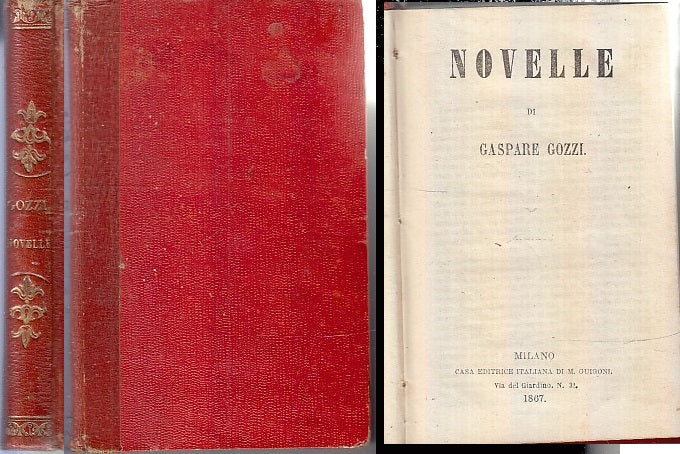 GOZZI
NOVELLE
NOVELLE
DI
GASPARE GOZZI.
MILANO
CASA EDITRICE ITALIANA DI M. GUIGONI.
Via del Giardino, N. 31.
1867.